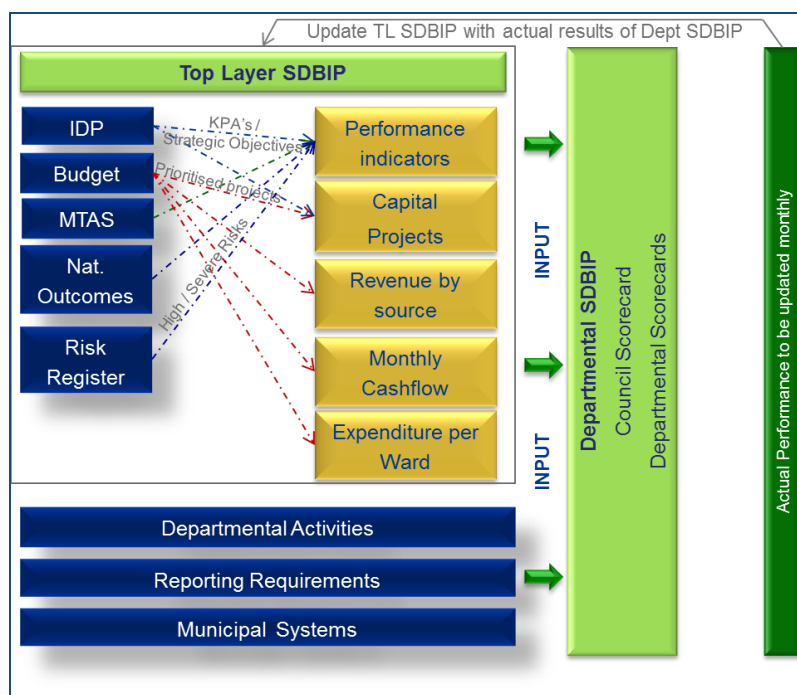 Update TL SDBIP with actual results of Dept SDBIP
Top Layer SDBIP
IDP
Budget
MTAS
Nat.
Outcomes
Risk
Register
KPA's /
Strategic Objectives
Prioritised projects
High / Severe Risks
Performance
indicators
Capital
Projects
Revenue by
source
Monthly
Cashflow
Expenditure per
Ward
INPUT
INPUT
Departmental SDBIP
Council Scorecard
Departmental Scorecards
Actual Performance to be updated monthly
Departmental Activities
Reporting Requirements
Municipal Systems